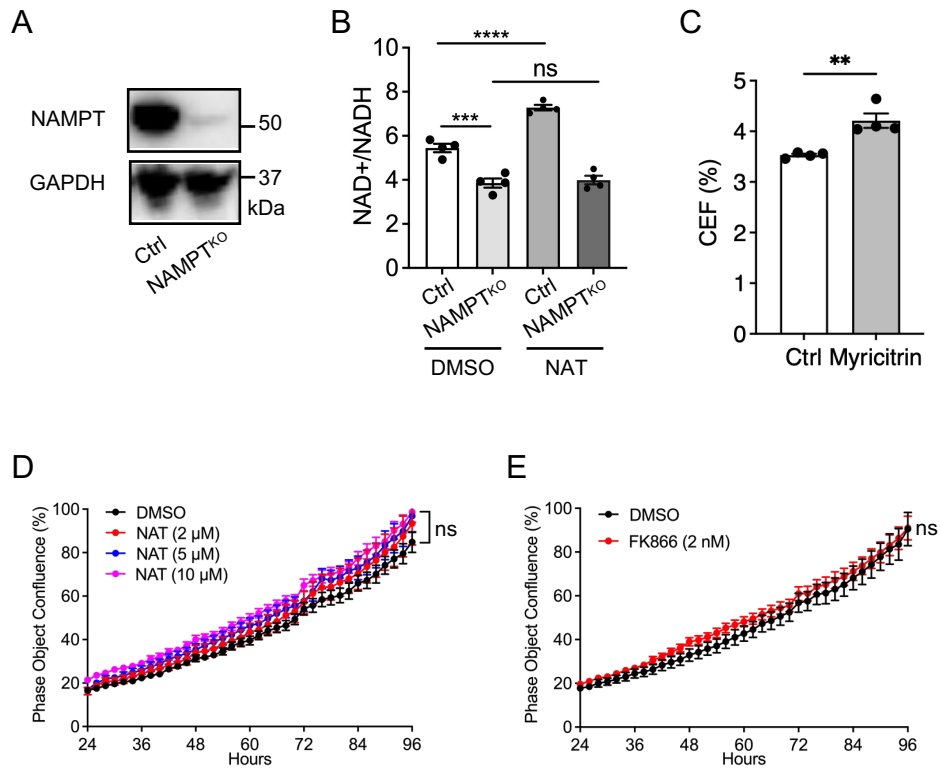 A
NAMPT
50
GAPDH
37
kDa
Ctrl
NAMPTKO
B
NAD+/NADH
10
8
6
4
2
0
****
ns
***
Ctrl
NAMPTKO
Ctrl
NAMPTKO
DMSO
NAT
C
CEF (%)
5
4
3
2
1
0
**
Ctrl
Myricitrin
D
Phase Object Confluence (%)
100
80
60
40
20
0
DMSO
NAT (2 µM)
NAT (5 µM)
NAT (10 µM)
ns
24 36 48 60 72 84 96
Hours
E
Phase Object Confluence (%)
100
80
60
40
20
0
DMSO
FK866 (2 nM)
ns
24 36 48 60 72 84 96
Hours